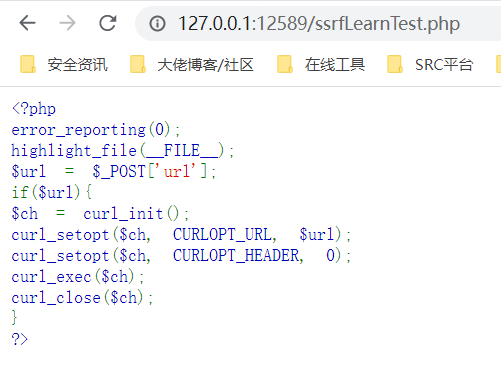 127.0.0.1:12589/ssrfLearnTest.php
安全资讯 大佬博客/社区 在线工具 SRC平台
<?php
error_reporting(0);
highlight_file(__FILE__);
$url = $_POST['url'];
if($url){
$ch = curl_init();
curl_setopt($ch, CURLOPT_URL, $url);
curl_setopt($ch, CURLOPT_HEADER, 0);
curl_exec($ch);
curl_close($ch);
}
?>